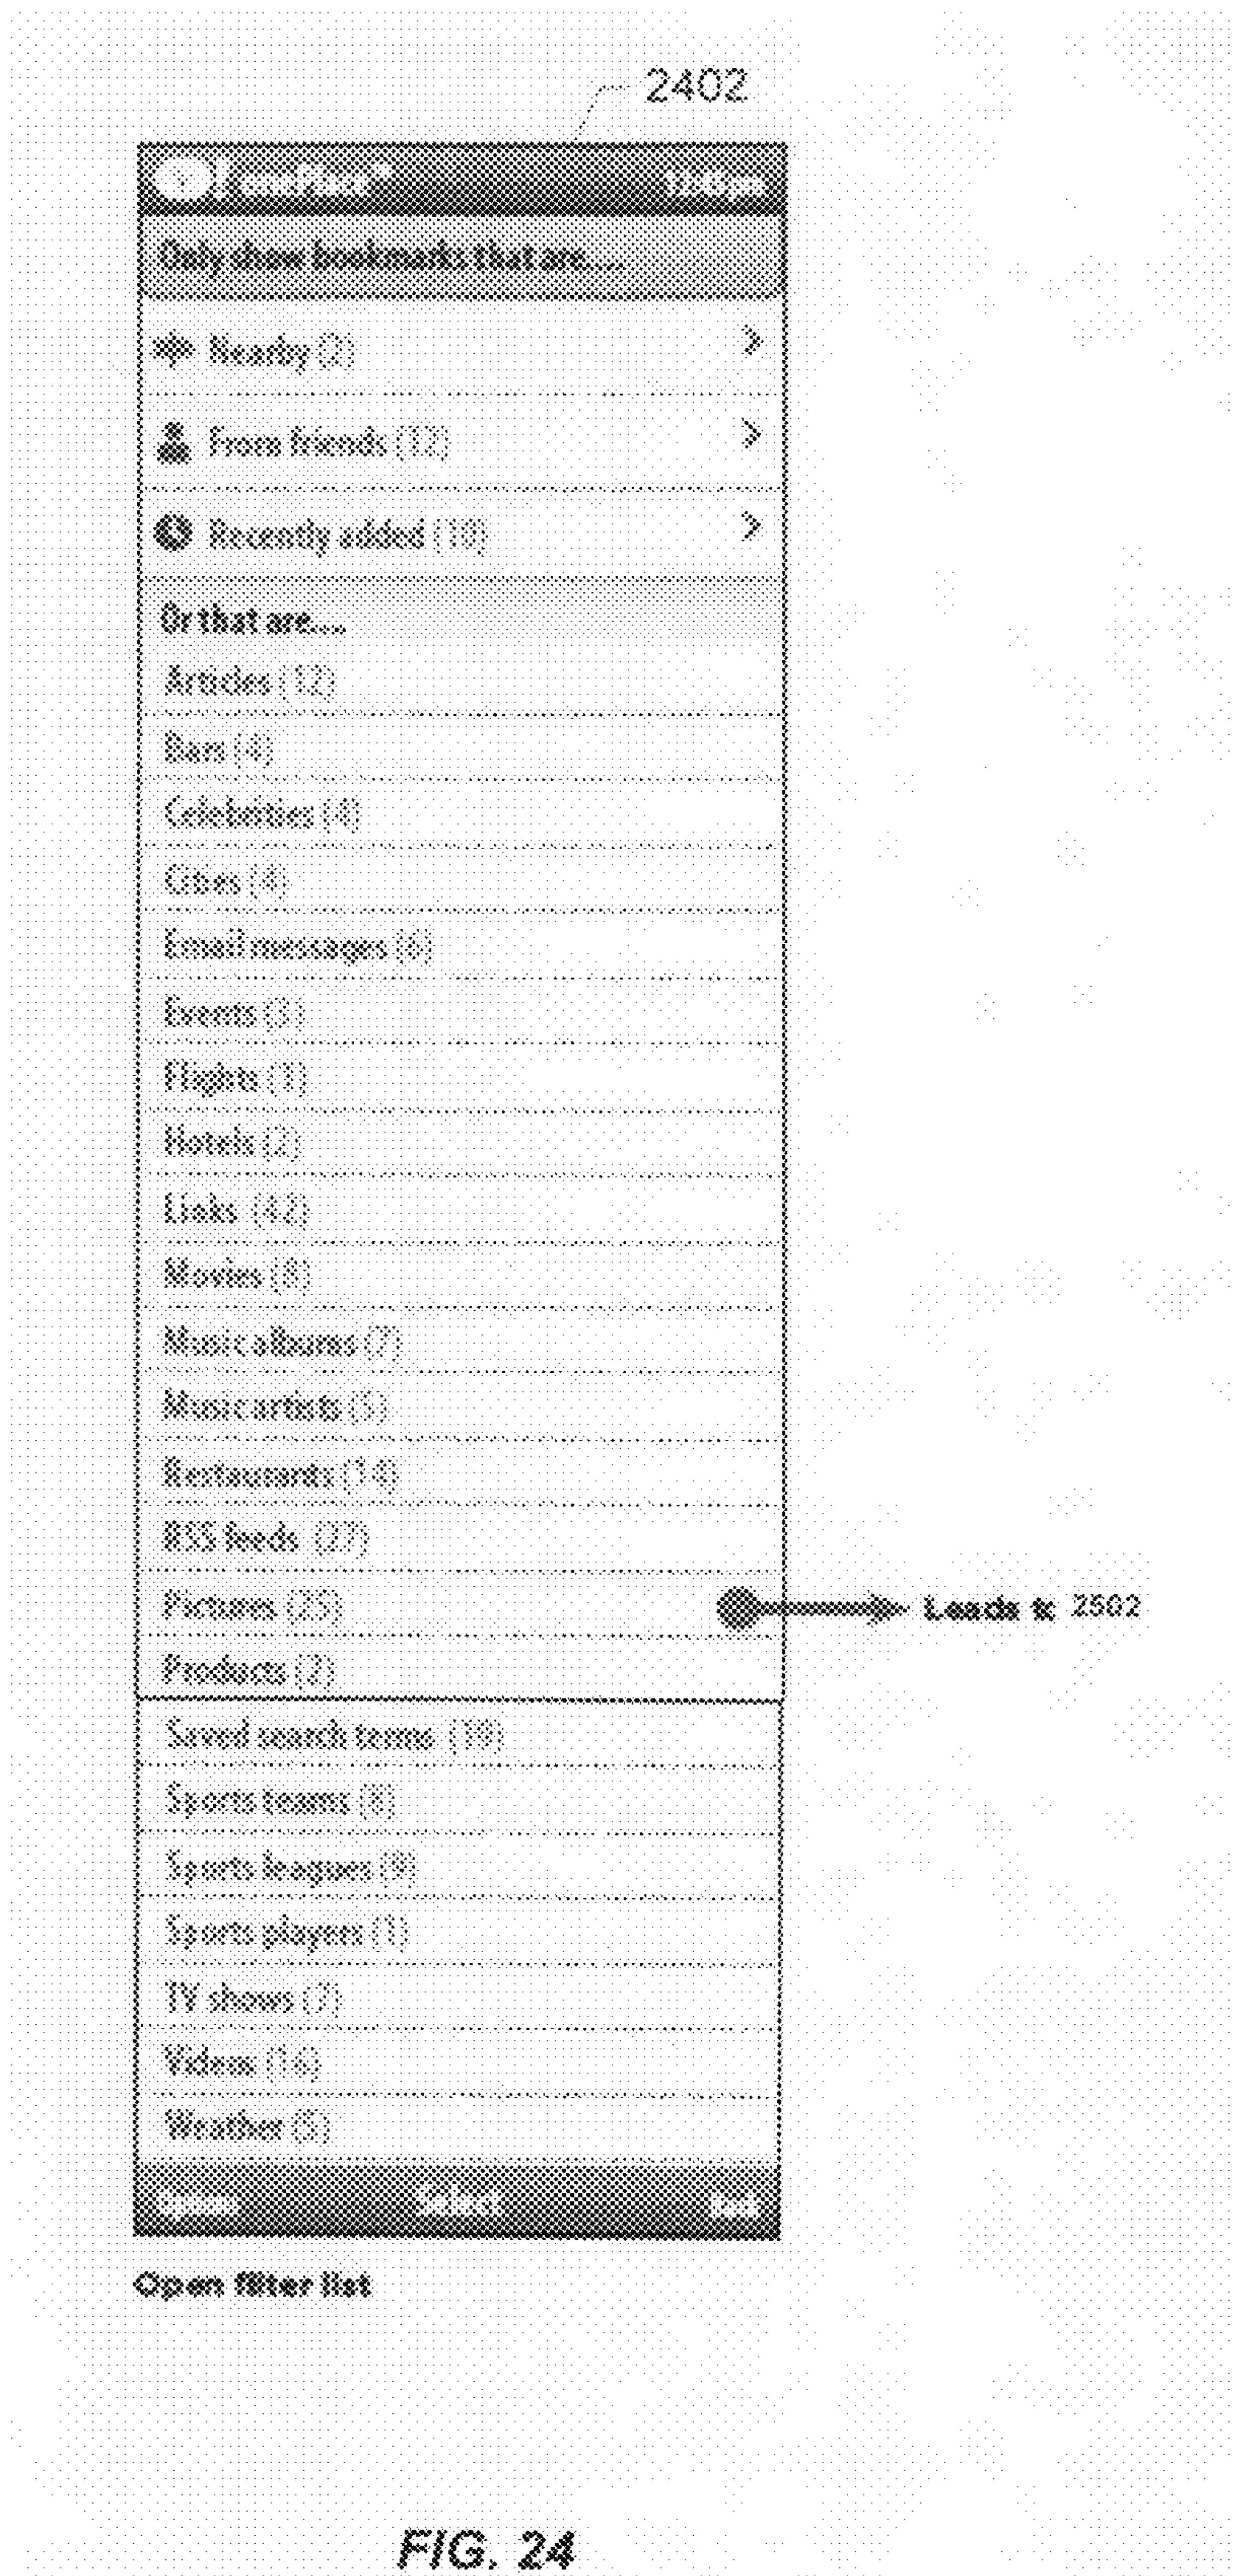 2402
onePlace™
Only show bookmarks that are....
Nearby (2)
From friends (12)
Recently added (10)
Or that are....
Articles (12)
Bars (4)
Celebrities (4)
Cities (4)
Email messages (6)
Events (3)
Flights (1)
Hotels (2)
Links (42)
Movies (8)
Music albums (7)
Music artists (5)
Restaurants (14)
RSS feeds (27)
Pictures (25)
Leads to 2502
Products (2)
Saved search terms (19)
Sports teams (8)
Sports leagues (9)
Sports players (1)
TV shows (7)
Videos (16)
Weather (5)
Options Select Exit
Open filter list
FIG. 24